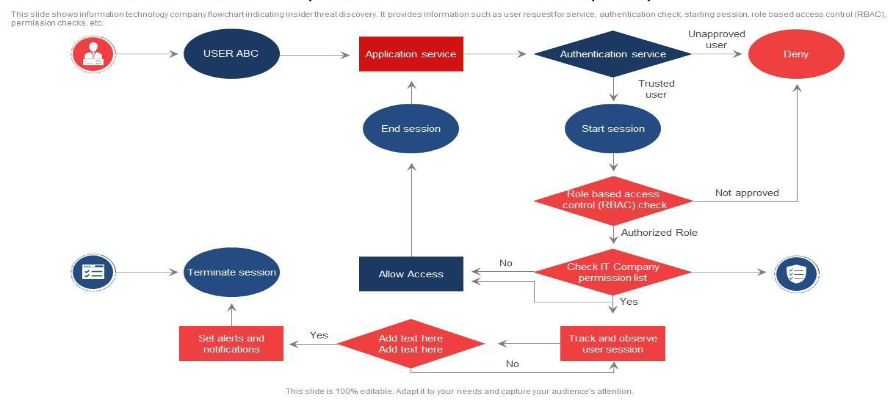 This slide shows information technology company flowchart indicating insider threat discovery. It provides information such as user request for service, authentication check, starting session, role based access control (RBAC),
permission checks, etc.
USER ABC
Application service
Authentication service
Unapproved
user
Deny
Trusted
user
End session
Start session
Role based access
control (RBAC) check
Not approved
Authorized Role
Terminate session
Allow Access
No
Check IT Company
permission list
Yes
Set alerts and
notifications
Yes
Add text here
Add text here
No
Track and observe
user session
This slide is 100% editable. Adapt it to your needs and capture your audience's attention.